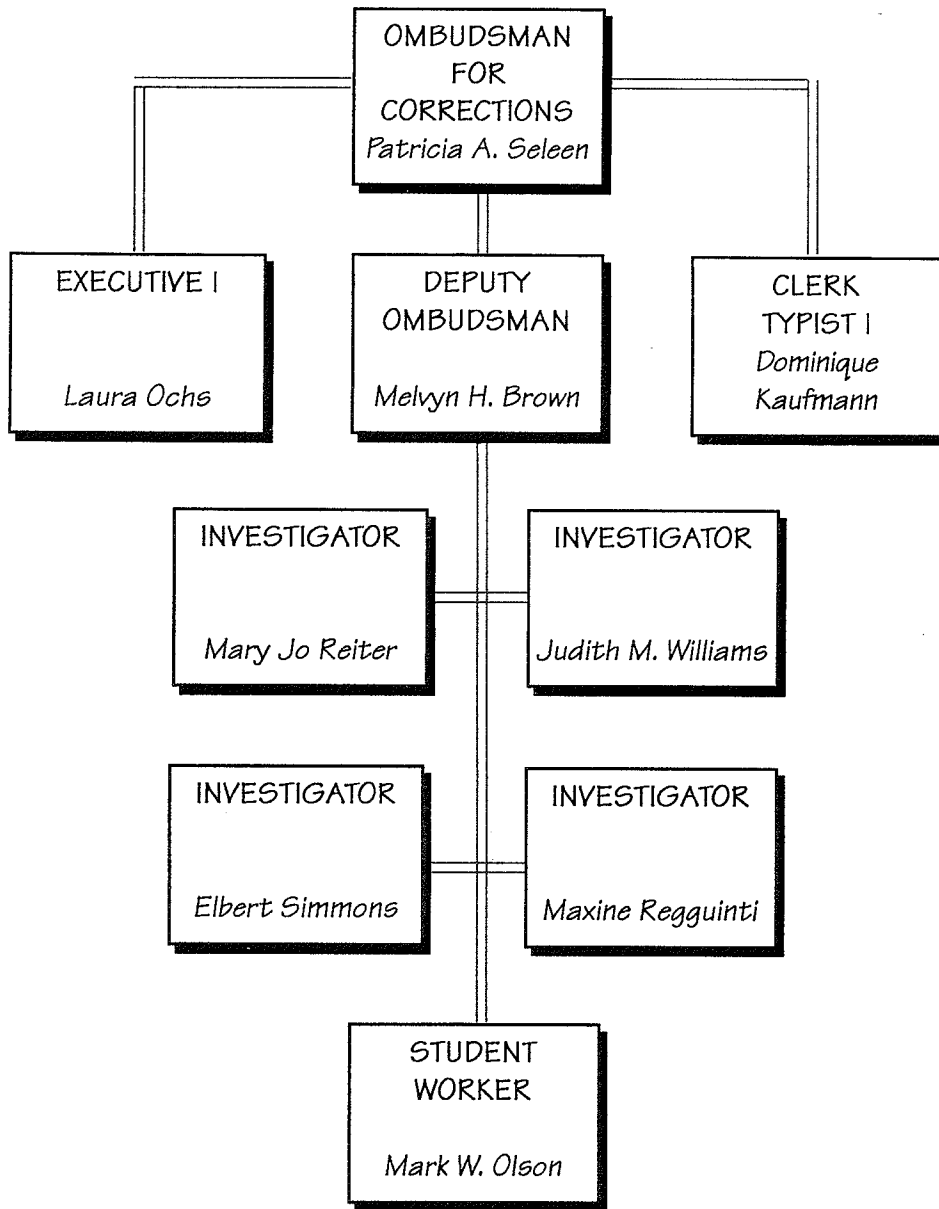 OMBUDSMAN
FOR
CORRECTIONS
Patricia A. Seleen
EXECUTIVE I
Laura Ochs
DEPUTY
OMBUDSMAN
Melvyn H. Brown
CLERK
TYPIST I
Dominique
Kaufmann
INVESTIGATOR
Mary Jo Reiter
INVESTIGATOR
Judith M. Williams
INVESTIGATOR
Elbert Simmons
INVESTIGATOR
Maxine Regguinti
STUDENT
WORKER
Mark W. Olson